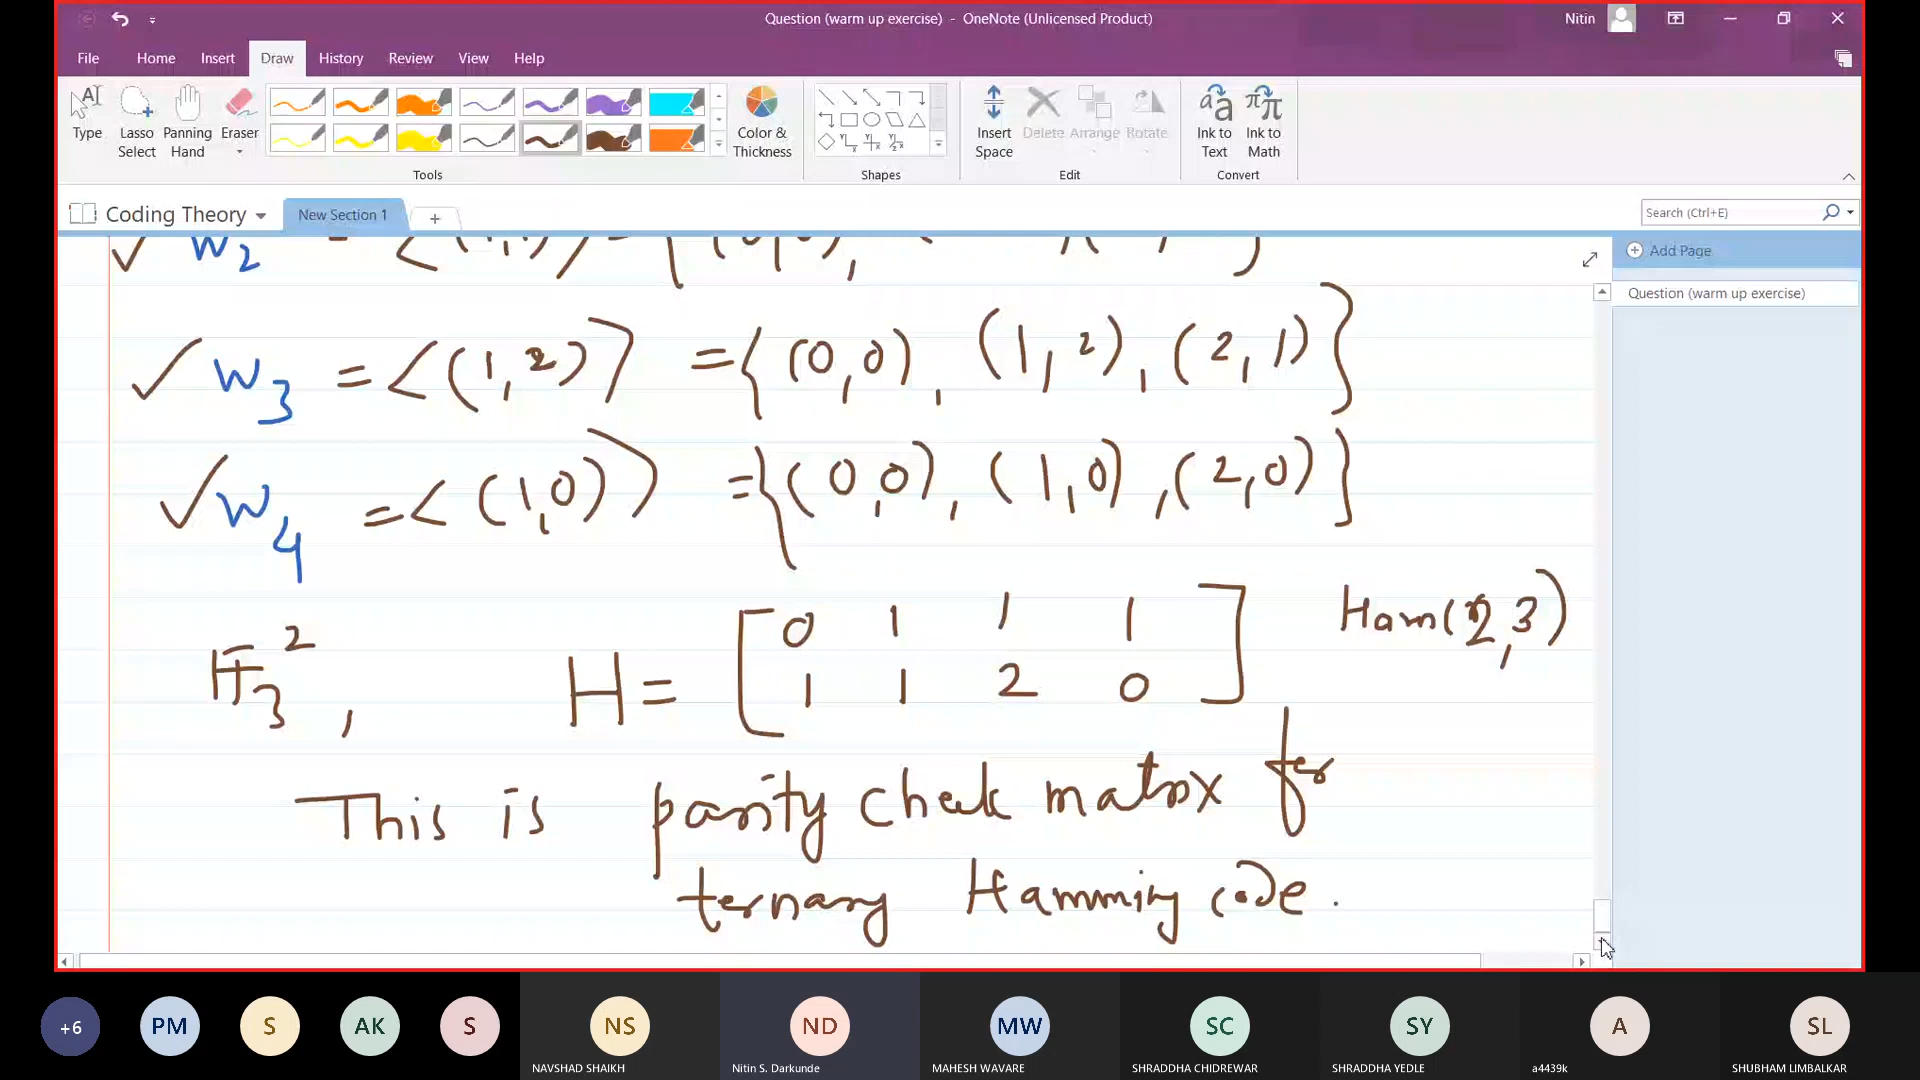 Question (warm up exercise) - OneNote (Unlicensed Product)
Nitin
File Home Insert Draw History Review View Help
Type
Lasso Select
Panning Hand
Eraser
Color & Thickness
Insert Space
Delete
Arrange
Rotate
Ink to Text
Ink to Math
Tools
Shapes
Edit
Convert
Coding Theory
New Section 1
+
Search (Ctrl+E)
Add Page
Question (warm up exercise)
✓ W2 =
✓ W3 = <(1,2)> = {(0,0), (1,2), (2,1)}
✓ W4 = <(1,0)> = {(0,0), (1,0), (2,0)}
F_3^2, H = [0 1 1 1
1 1 2 0] Ham(2,3)
This is parity check matrix for
ternary Hamming code.
+6 PM S AK S NS ND MW SC SY A SL
NAVSHAD SHAIKH Nitin S. Darkunde MAHESH WAVARE SHRADDHA CHIDREWAR SHRADDHA YEDLE a4439k SHUBHAM LIMBALKAR